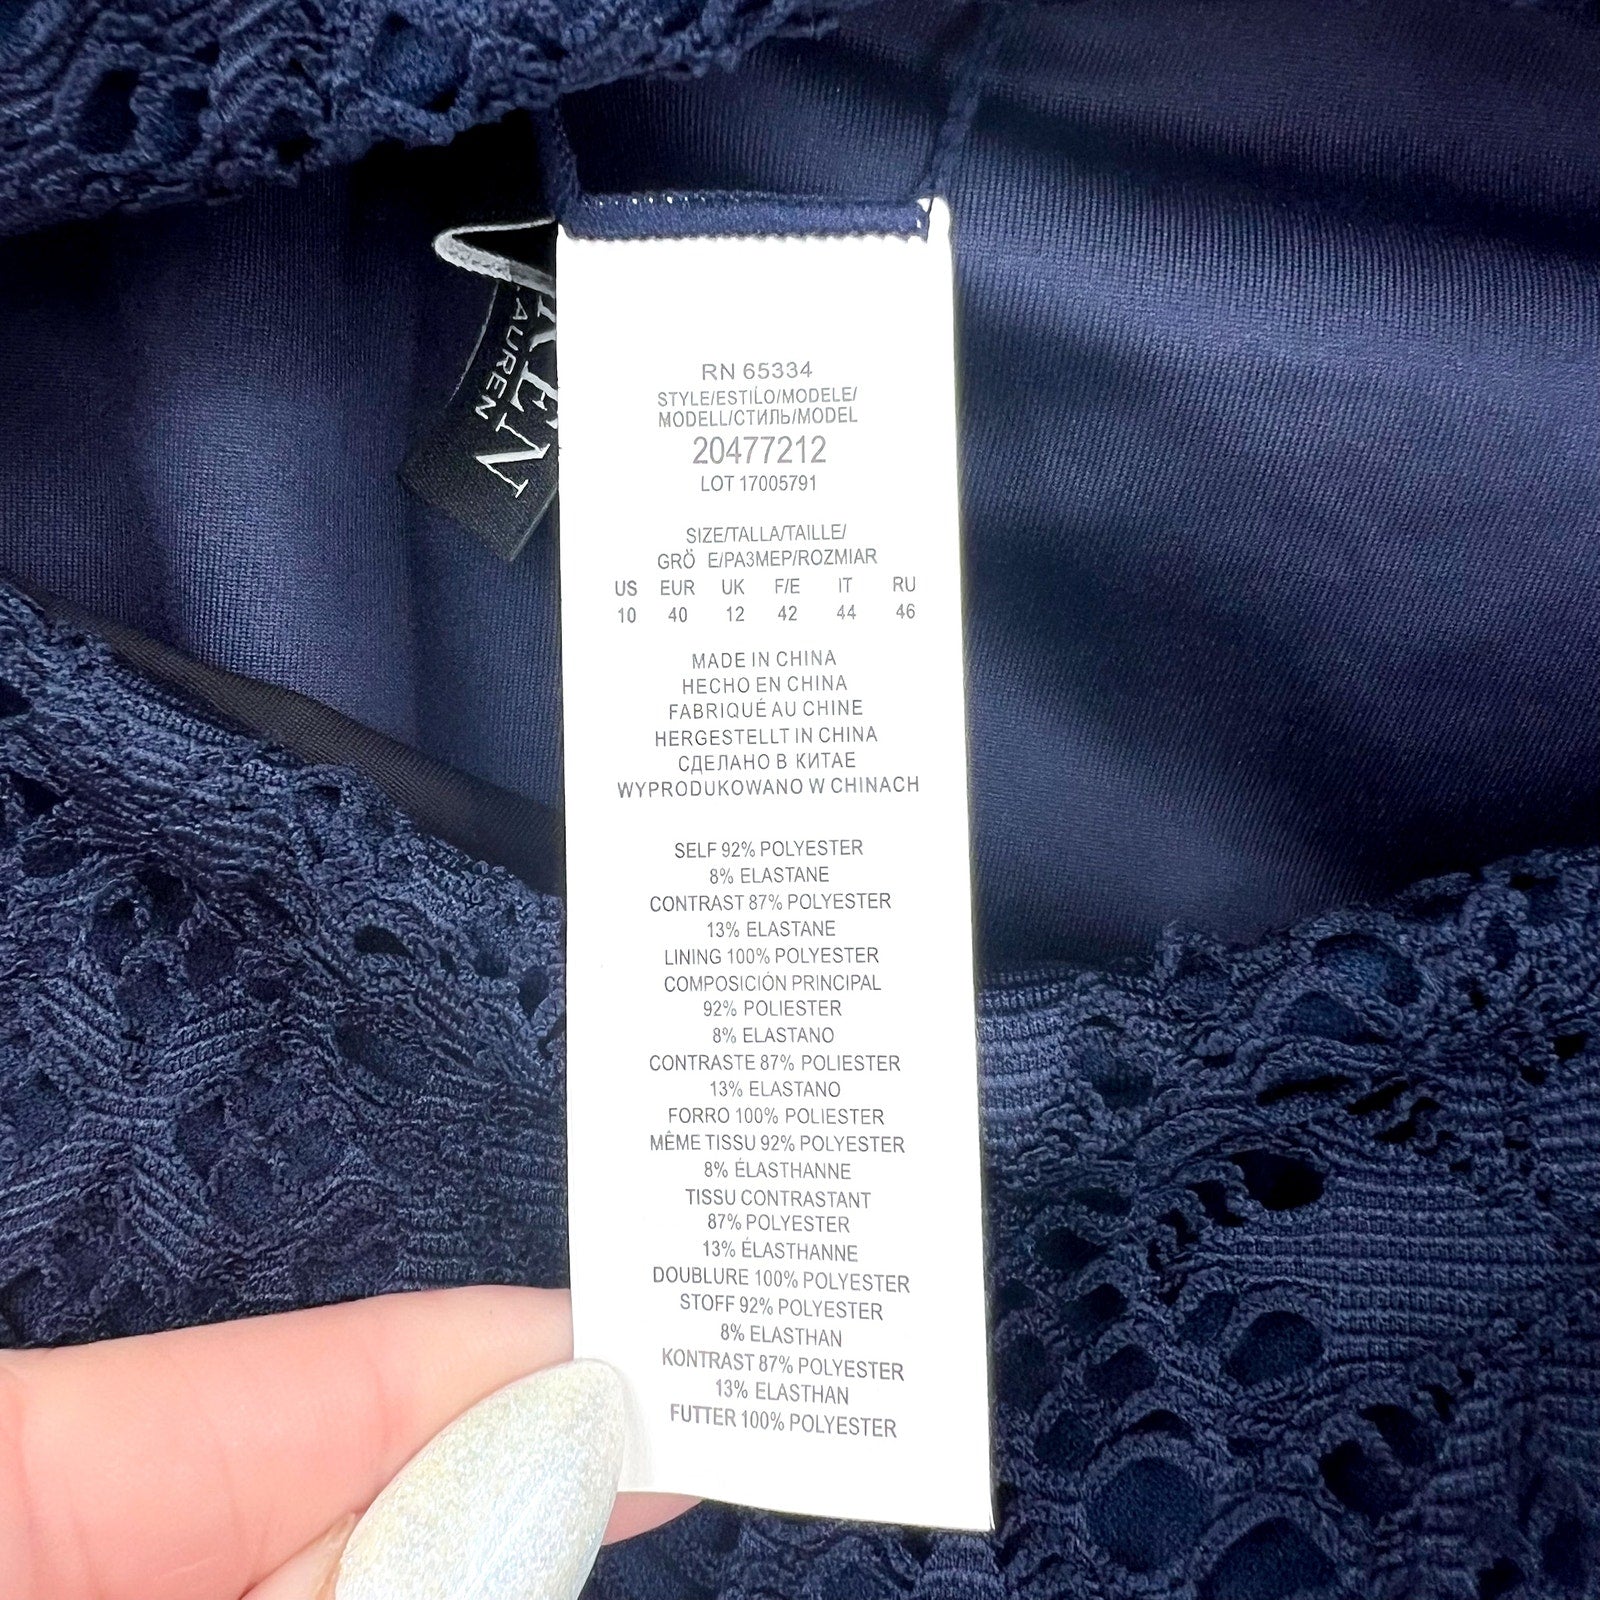 RN 65334
STYLE/ESTILO/MODELE/
MODELL/СТИЛЬ/MODEL
20477212
LOT 17005791
SIZE/TALLA/TAILLE/
GRÖ E/РАЗМЕР/ROZMIAR
US EUR UK F/E IT RU
10 40 12 42 44 46
MADE IN CHINA
HECHO EN CHINA
FABRIQUÉ AU CHINE
HERGESTELLT IN CHINA
СДЕЛАНО В КИТАЕ
WYPRODUKOWANO W CHINACH
SELF 92% POLYESTER
8% ELASTANE
CONTRAST 87% POLYESTER
13% ELASTANE
LINING 100% POLYESTER
COMPOSICIÓN PRINCIPAL
92% POLIESTER
8% ELASTANO
CONTRASTE 87% POLIESTER
13% ELASTANO
FORRO 100% POLIESTER
MÊME TISSU 92% POLYESTER
8% ÉLASTHANNE
TISSU CONTRASTANT
87% POLYESTER
13% ÉLASTHANNE
DOUBLURE 100% POLYESTER
STOFF 92% POLYESTER
8% ELASTHAN
KONTRAST 87% POLYESTER
13% ELASTHAN
FUTTER 100% POLYESTER